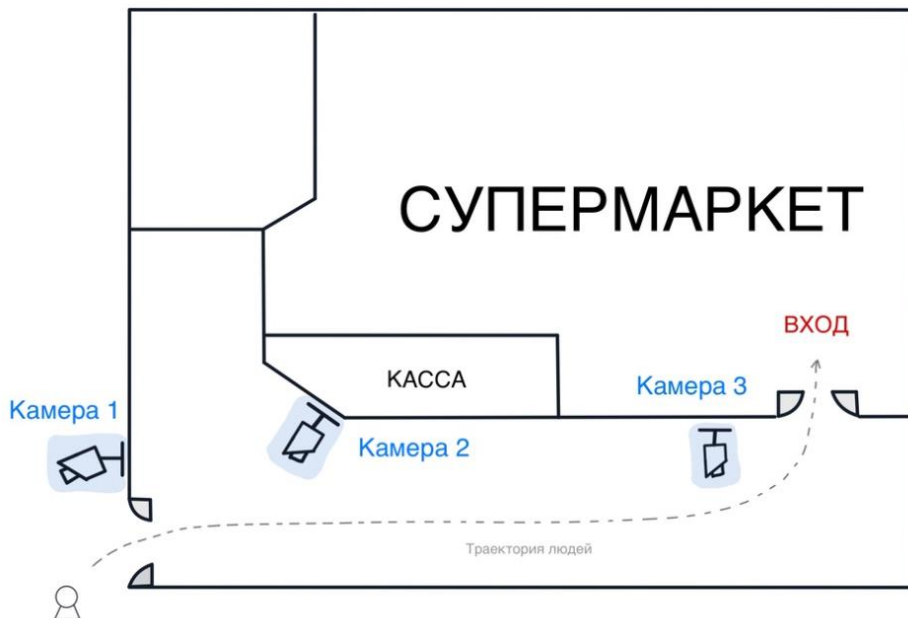 СУПЕРМАРКЕТ
ВХОД
КАССА
Камера 3
Камера 1
Камера 2
Траектория людей